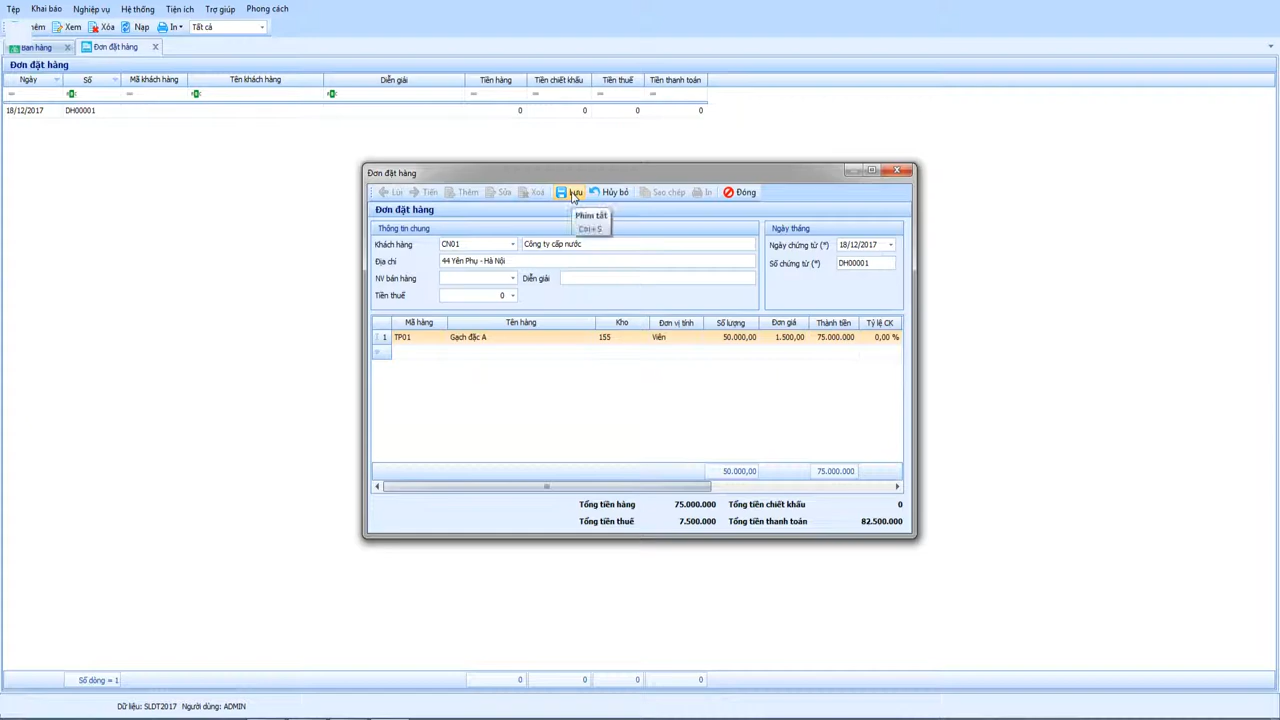 Tệp Khai báo Nghiệp vụ Hệ thống Tiện ích Trợ giúp Phong cách
Xem Xóa Nạp In Tất cả
Bán hàng Đơn đặt hàng
Đơn đặt hàng
Ngày Số Mã khách hàng Tên khách hàng Diễn giải Tiền hàng Tiền chiết khấu Tiền thuế Tiền thanh toán
18/12/2017 DH00001 0 0 0 0
Đơn đặt hàng
Lui Tiến Thêm Sửa Xoá Lưu Hủy bỏ Sao chép In Đóng
Đơn đặt hàng
Phím tắt
Ctrl+S
Thông tin chung
Khách hàng CN01 Công ty cấp nước
Địa chỉ 44 Yên Phụ - Hà Nội
NV bán hàng Diễn giải
Tiền thuế 0
Ngày tháng
Ngày chứng từ (*) 18/12/2017
Số chứng từ (*) DH00001
Mã hàng Tên hàng Kho Đơn vị tính Số lượng Đơn giá Thành tiền Tỷ lệ CK
1 TP01 Gạch đặc A 155 Viên 50.000,00 1.500,00 75.000.000 0,00 %
50.000,00 75.000.000
Tổng tiền hàng 75.000.000 Tổng tiền chiết khấu 0
Tổng tiền thuế 7.500.000 Tổng tiền thanh toán 82.500.000
Số dòng = 1 0 0 0 0
Dữ liệu: SLDT2017 Người dùng: ADMIN